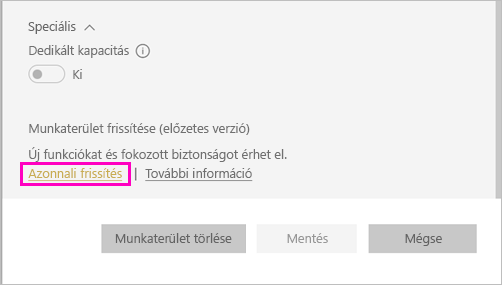 Speciális
Dedikált kapacitás
Ki
Munkaterület frissítése (előzetes verzió)
Új funkciókat és fokozott biztonságot érhet el.
Azonnali frissítés | További információ
Munkaterület törlése Mentés Mégse